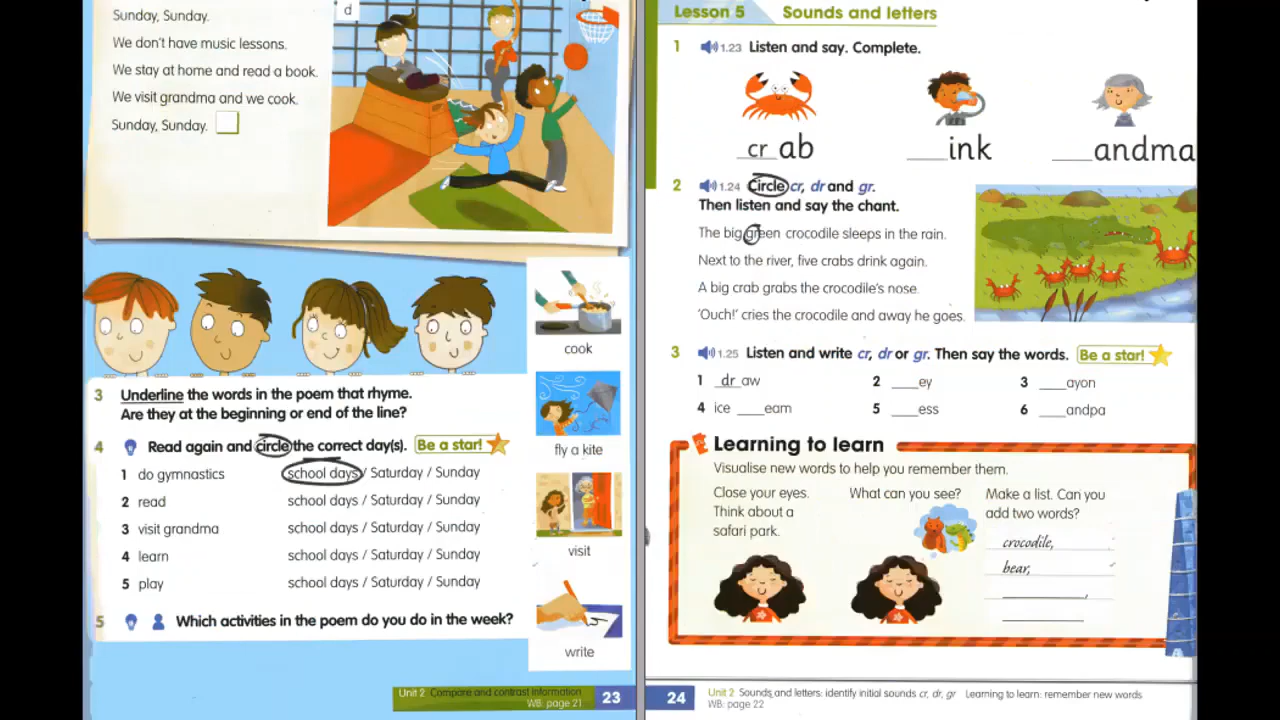 Sunday, Sunday.
We don't have music lessons.
We stay at home and read a book.
We visit grandma and we cook.
Sunday, Sunday.
d
cook
fly a kite
visit
write
3 Underline the words in the poem that rhyme.
Are they at the beginning or end of the line?
4 Read again and circle the correct day(s). Be a star!
1 do gymnastics school days / Saturday / Sunday
2 read school days / Saturday / Sunday
3 visit grandma school days / Saturday / Sunday
4 learn school days / Saturday / Sunday
5 play school days / Saturday / Sunday
5 Which activities in the poem do you do in the week?
Unit 2 Compare and contrast information
WB: page 21
23
Lesson 5 Sounds and letters
1 1.23 Listen and say. Complete.
cr ab ___ink ___andma
2 1.24 Circle cr, dr and gr.
Then listen and say the chant.
The big green crocodile sleeps in the rain.
Next to the river, five crabs drink again.
A big crab grabs the crocodile's nose.
'Ouch!' cries the crocodile and away he goes.
3 1.25 Listen and write cr, dr or gr. Then say the words. Be a star!
1 dr aw 2 ___ey 3 ___ayon
4 ice ___eam 5 ___ess 6 ___andpa
Learning to learn
Visualise new words to help you remember them.
Close your eyes.
Think about a
safari park.
What can you see?
Make a list. Can you
add two words?
crocodile,
bear,
24
Unit 2 Sounds and letters: identify initial sounds cr, dr, gr Learning to learn: remember new words
WB: page 22